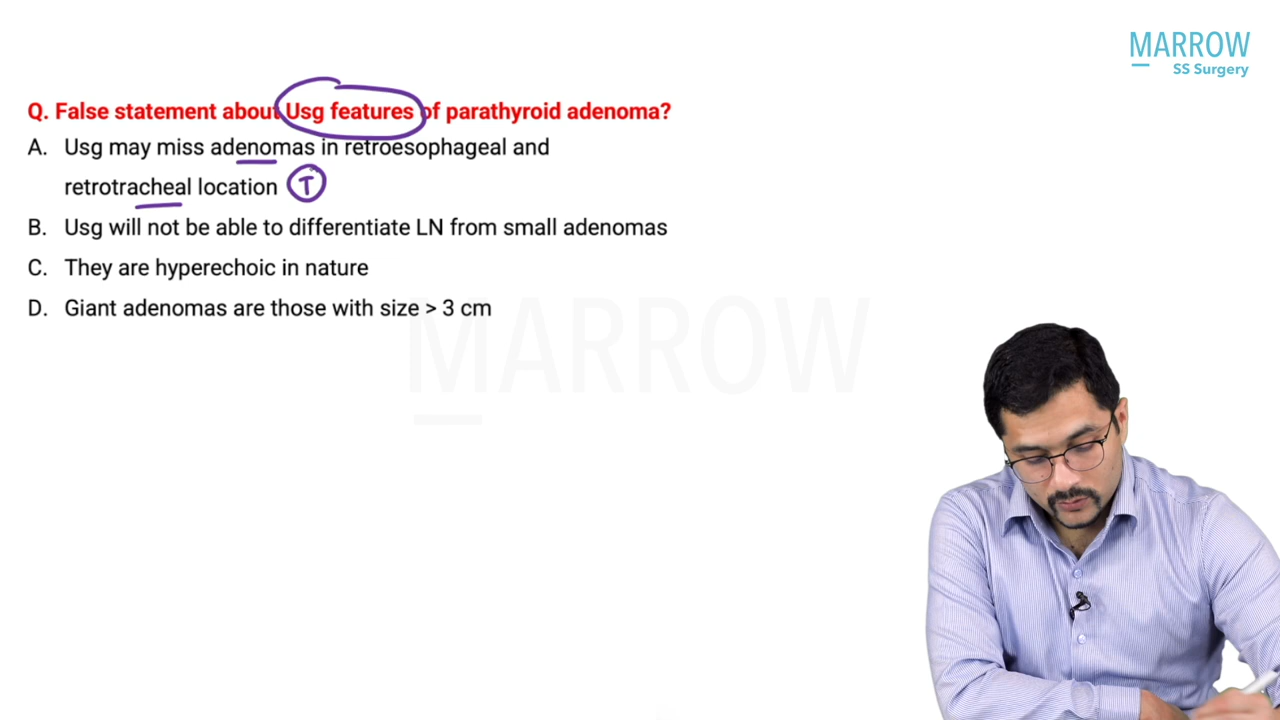 MARROW
SS Surgery
Q. False statement about Usg features of parathyroid adenoma?
A. Usg may miss adenomas in retroesophageal and
retrotracheal location T
B. Usg will not be able to differentiate LN from small adenomas
C. They are hyperechoic in nature
D. Giant adenomas are those with size > 3 cm
MARROW